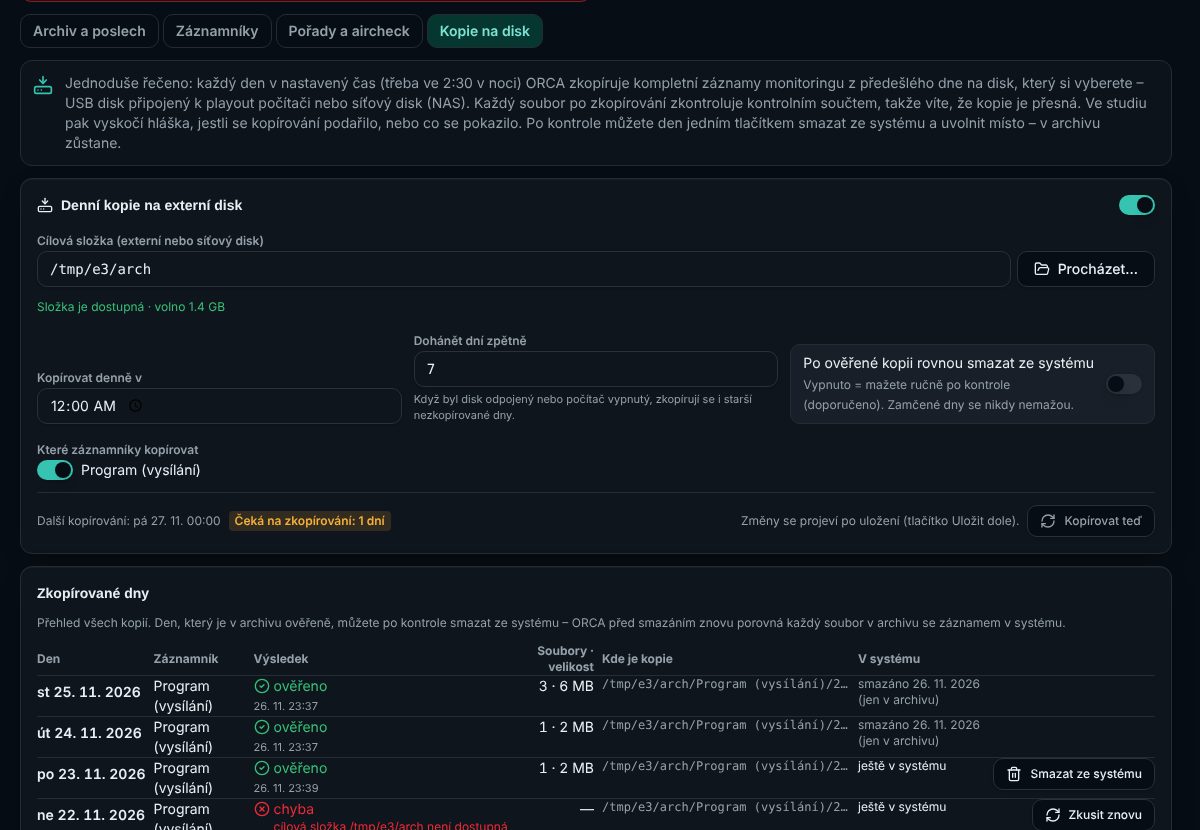 Archiv a poslech
Záznamníky
Pořady a aircheck
Kopie na disk
Jednoduše řečeno: každý den v nastavený čas (třeba ve 2:30 v noci) ORCA zkopíruje kompletní záznamy monitoringu z předešlého dne na disk, který si vyberete –
USB disk připojený k playout počítači nebo síťový disk (NAS). Každý soubor po zkopírování zkontroluje kontrolním součtem, takže víte, že kopie je přesná. Ve studiu
pak vyskočí hláška, jestli se kopírování podařilo, nebo co se pokazilo. Po kontrole můžete den jedním tlačítkem smazat ze systému a uvolnit místo – v archivu
zůstane.
Denní kopie na externí disk
Cílová složka (externí nebo síťový disk)
/tmp/e3/arch
Procházet...
Složka je dostupná · volno 1.4 GB
Kopírovat denně v
12:00 AM
Dohánět dní zpětně
7
Když byl disk odpojený nebo počítač vypnutý, zkopírují se i starší
nezkopírované dny.
Po ověřené kopii rovnou smazat ze systému
Vypnuto = mažete ručně po kontrole
(doporučeno). Zamčené dny se nikdy nemažou.
Které záznamníky kopírovat
Program (vysílání)
Další kopírování: pá 27. 11. 00:00
Čeká na zkopírování: 1 dní
Změny se projeví po uložení (tlačítko Uložit dole).
Kopírovat teď
Zkopírované dny
Přehled všech kopií. Den, který je v archivu ověřeně, můžete po kontrole smazat ze systému – ORCA před smazáním znovu porovná každý soubor v archivu se záznamem v systému.
Den
Záznamník
Výsledek
Soubory ·
velikost
Kde je kopie
V systému
st 25. 11. 2026
Program
(vysílání)
ověřeno
26. 11. 23:37
3 · 6 MB
/tmp/e3/arch/Program (vysílání)/2…
smazáno 26. 11. 2026
(jen v archivu)
út 24. 11. 2026
Program
(vysílání)
ověřeno
26. 11. 23:37
1 · 2 MB
/tmp/e3/arch/Program (vysílání)/2…
smazáno 26. 11. 2026
(jen v archivu)
po 23. 11. 2026
Program
(vysílání)
ověřeno
26. 11. 23:39
1 · 2 MB
/tmp/e3/arch/Program (vysílání)/2…
ještě v systému
Smazat ze systému
ne 22. 11. 2026
Program
(vysílání)
chyba
cílová složka /tmp/e3/arch není dostupná
—
/tmp/e3/arch/Program (vysílání)/2…
ještě v systému
Zkusit znovu